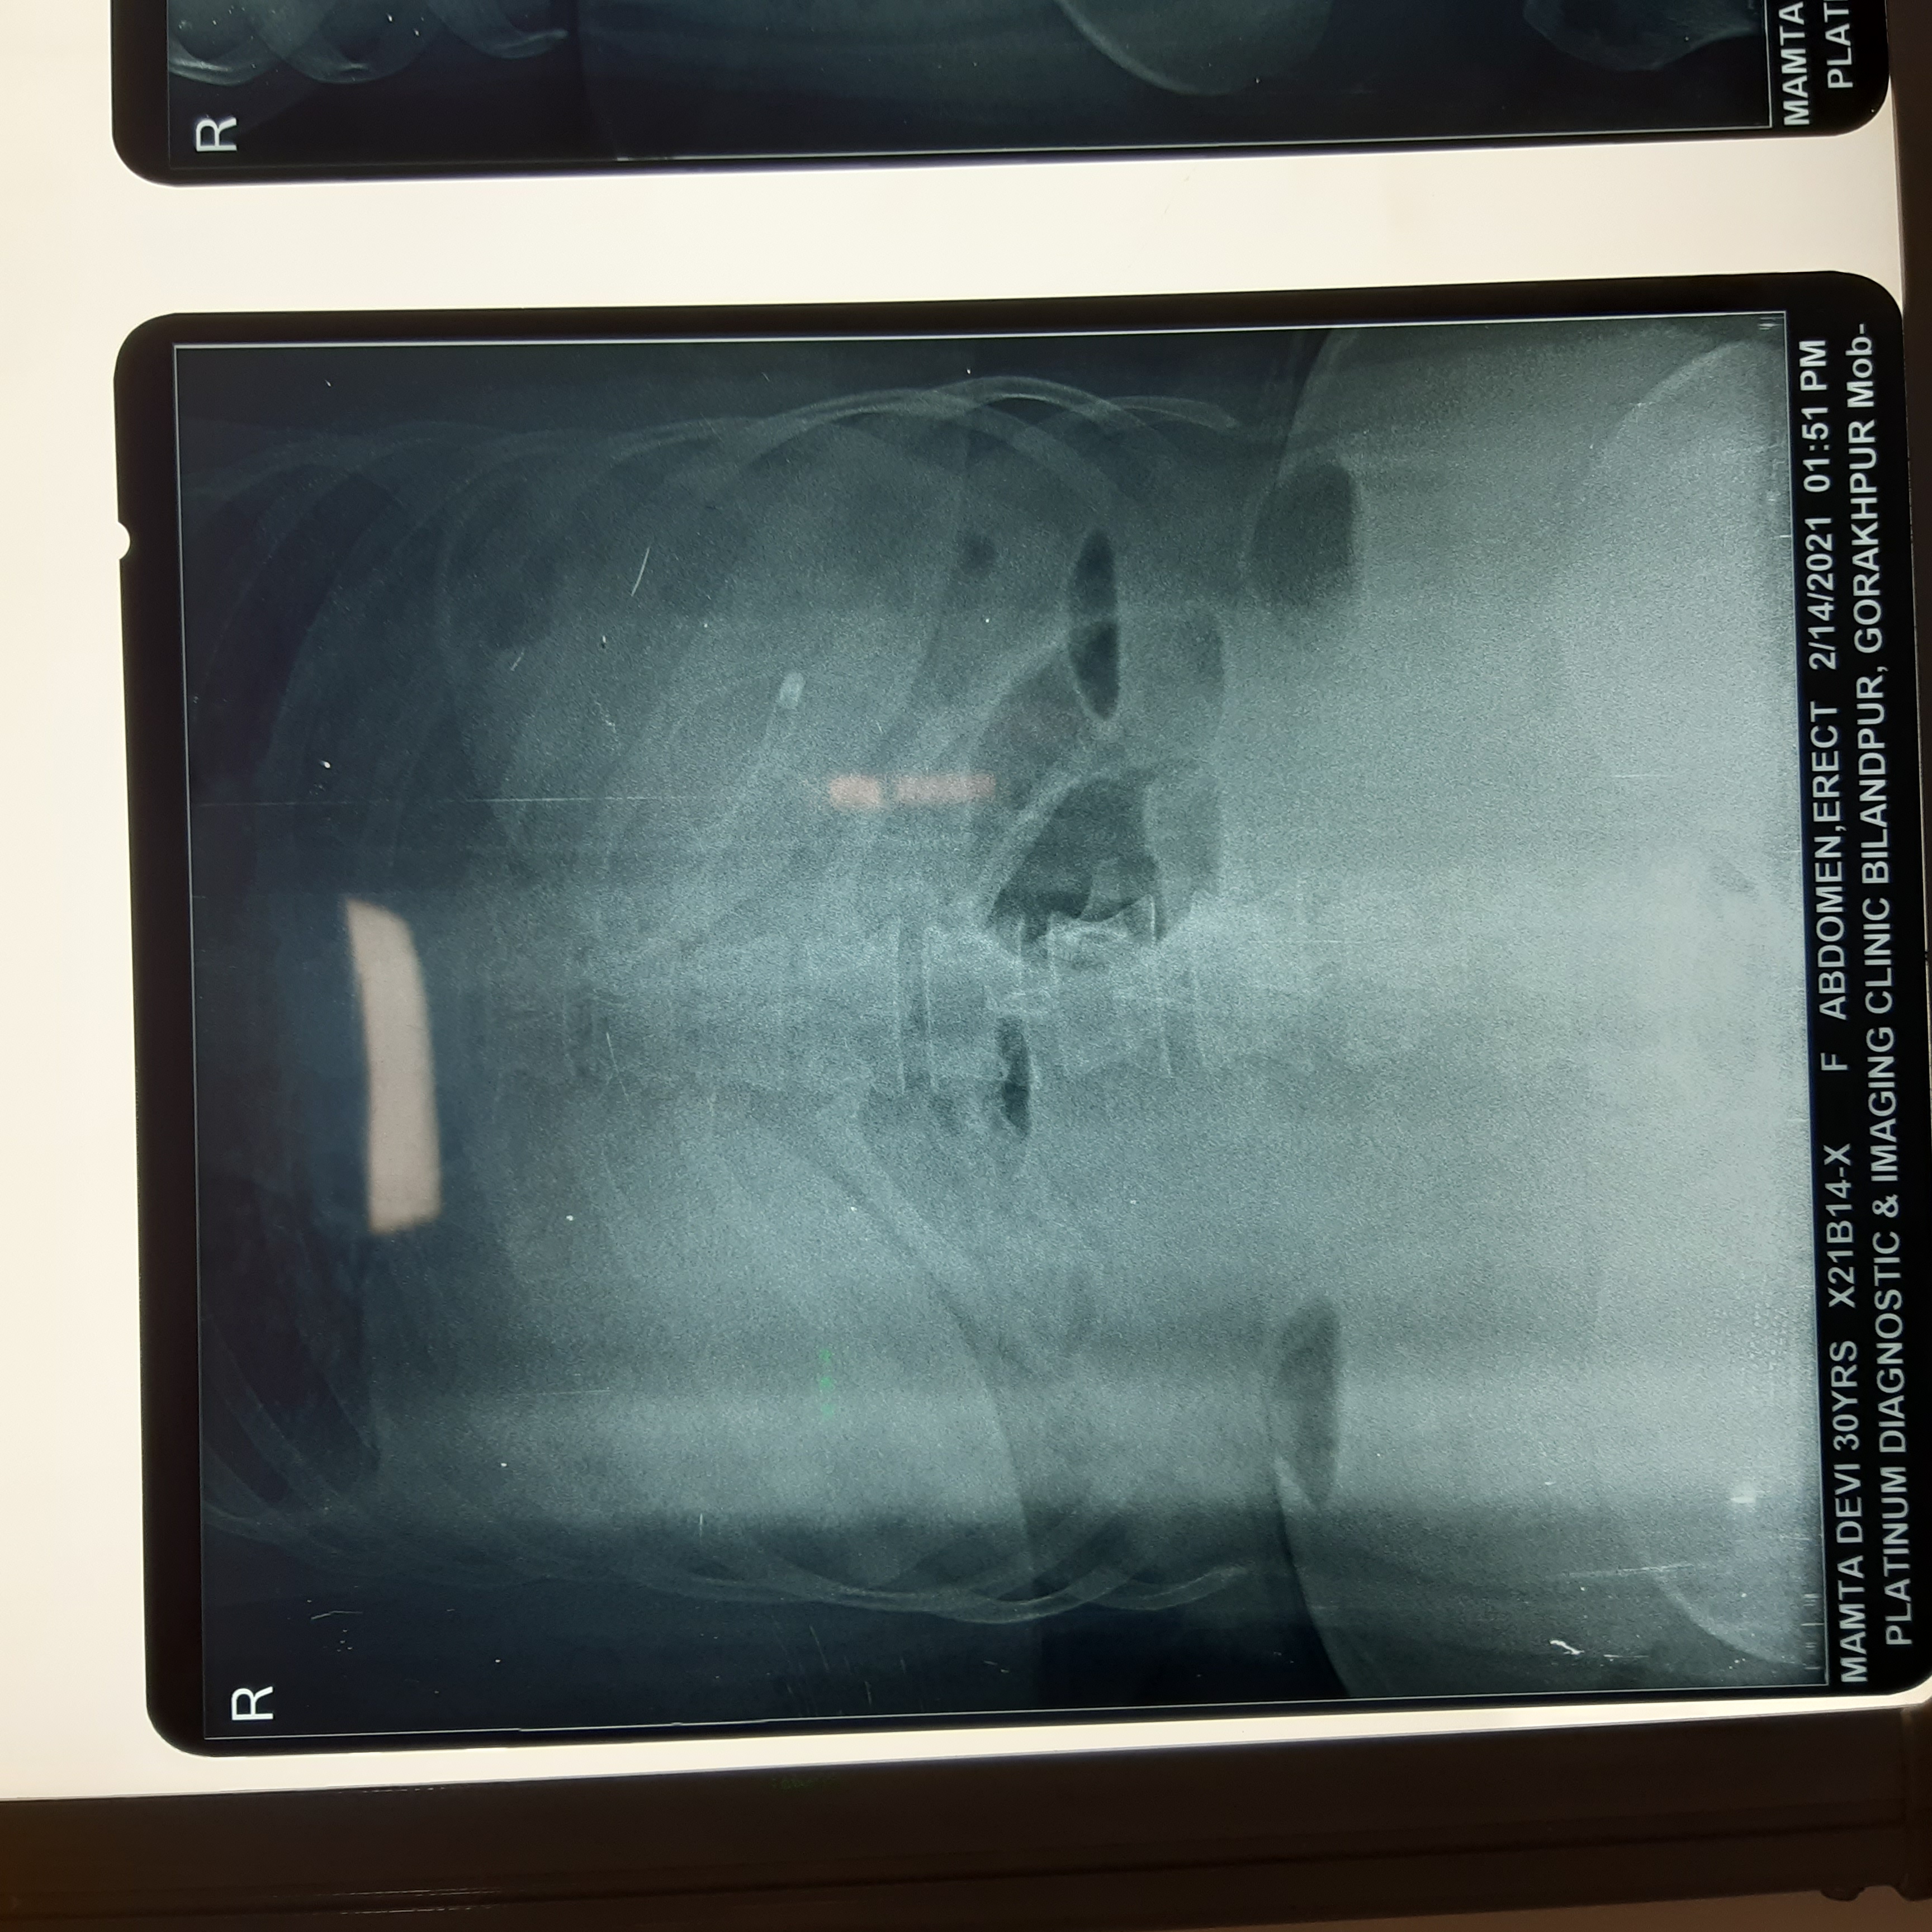 R
R
MAMTA DEVI 30YRS X21B14-X F ABDOMEN,ERECT 2/14/2021 01:51 PM
PLATINUM DIAGNOSTIC & IMAGING CLINIC BILANDPUR, GORAKHPUR Mob-
MAMTA
PLAT